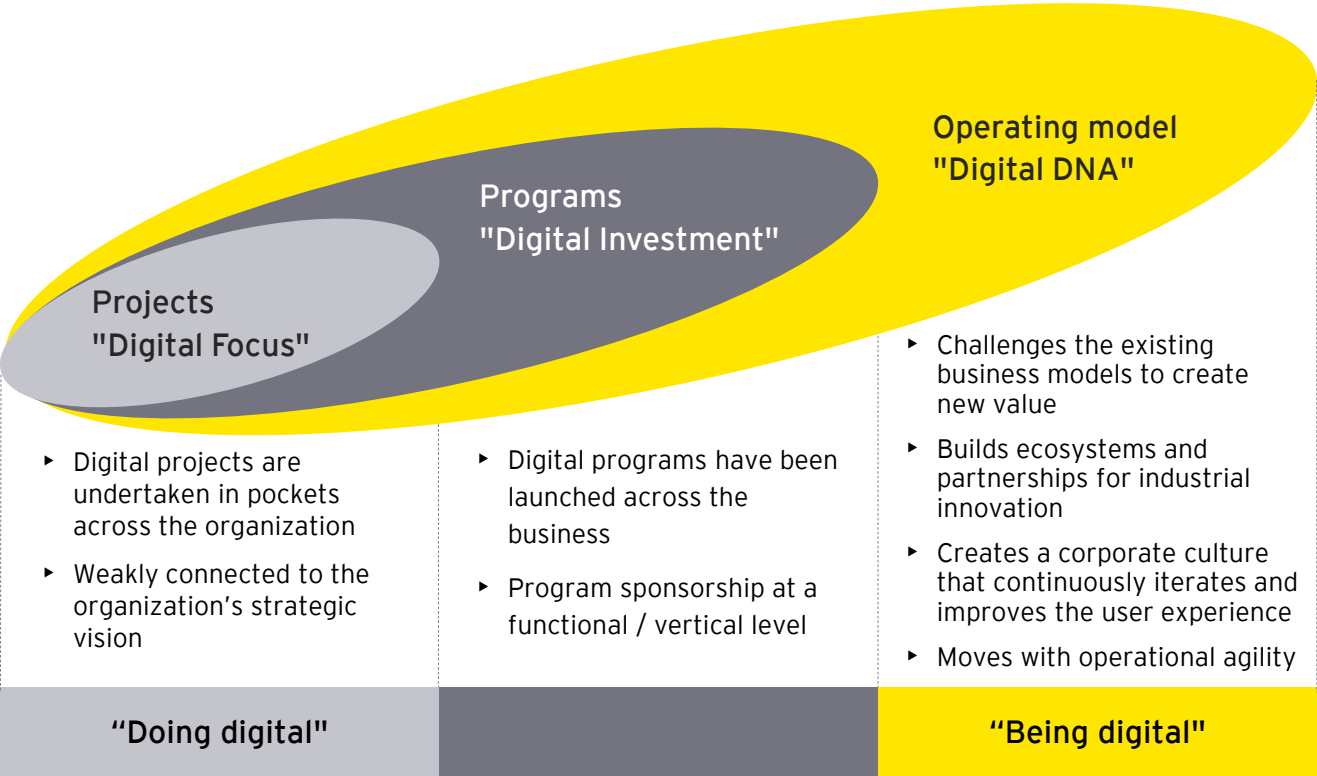 Operating model
"Digital DNA"
Programs
"Digital Investment"
Projects
"Digital Focus"
‣ Digital projects are
undertaken in pockets
across the organization
‣ Weakly connected to the
organization’s strategic
vision
‣ Digital programs have been
launched across the
business
‣ Program sponsorship at a
functional / vertical level
‣ Challenges the existing
business models to create
new value
‣ Builds ecosystems and
partnerships for industrial
innovation
‣ Creates a corporate culture
that continuously iterates and
improves the user experience
‣ Moves with operational agility
“Doing digital"
“Being digital"